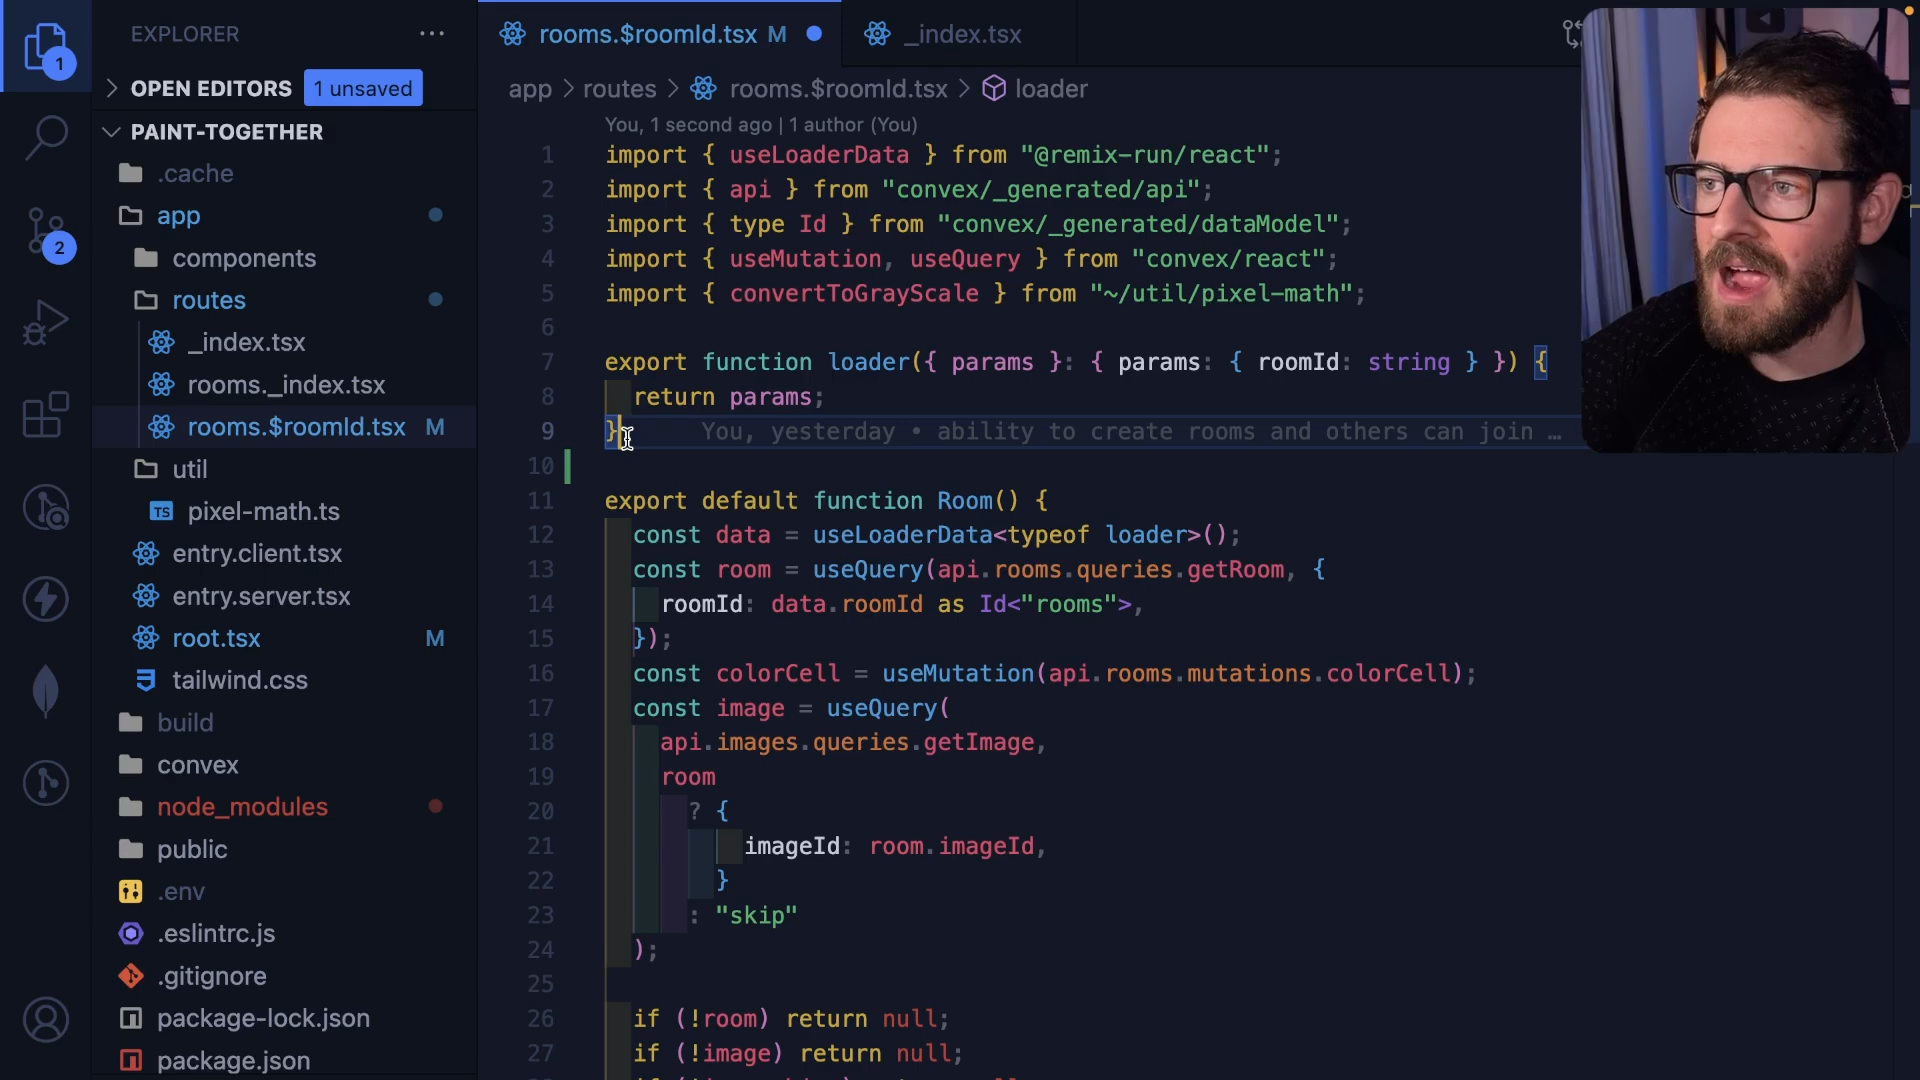 EXPLORER
1
OPEN EDITORS 1 unsaved
PAINT-TOGETHER
.cache
app
components
routes
_index.tsx
rooms._index.tsx
rooms.$roomId.tsx M
util
TS pixel-math.ts
entry.client.tsx
entry.server.tsx
root.tsx M
tailwind.css
build
convex
node_modules
public
.env
.eslintrc.js
.gitignore
package-lock.json
package.json
2
rooms.$roomId.tsx M
_index.tsx
app > routes > rooms.$roomId.tsx > loader
You, 1 second ago | 1 author (You)
1 import { useLoaderData } from "@remix-run/react";
2 import { api } from "convex/_generated/api";
3 import { type Id } from "convex/_generated/dataModel";
4 import { useMutation, useQuery } from "convex/react";
5 import { convertToGrayScale } from "~/util/pixel-math";
6
7 export function loader({ params }: { params: { roomId: string } }) {
8 return params;
9 } You, yesterday • ability to create rooms and others can join …
10
11 export default function Room() {
12 const data = useLoaderData<typeof loader>();
13 const room = useQuery(api.rooms.queries.getRoom, {
14 roomId: data.roomId as Id<"rooms">,
15 });
16 const colorCell = useMutation(api.rooms.mutations.colorCell);
17 const image = useQuery(
18 api.images.queries.getImage,
19 room
20 ? {
21 imageId: room.imageId,
22 }
23 : "skip"
24 );
25
26 if (!room) return null;
27 if (!image) return null;